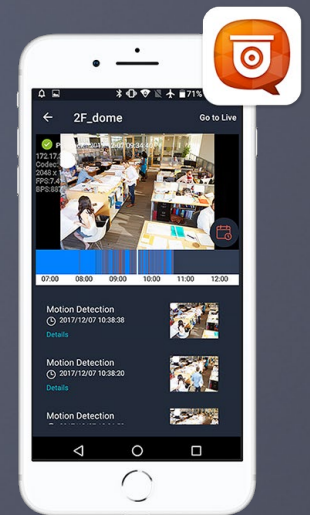 71%
2F_dome
Go to Live
2048 x
07:00 08:00 09:00 10:00 11:00 12:00
Motion Detection
2017/12/07 10:38:38
Details
Motion Detection
2017/12/07 10:38:20
Details
Motion Detection